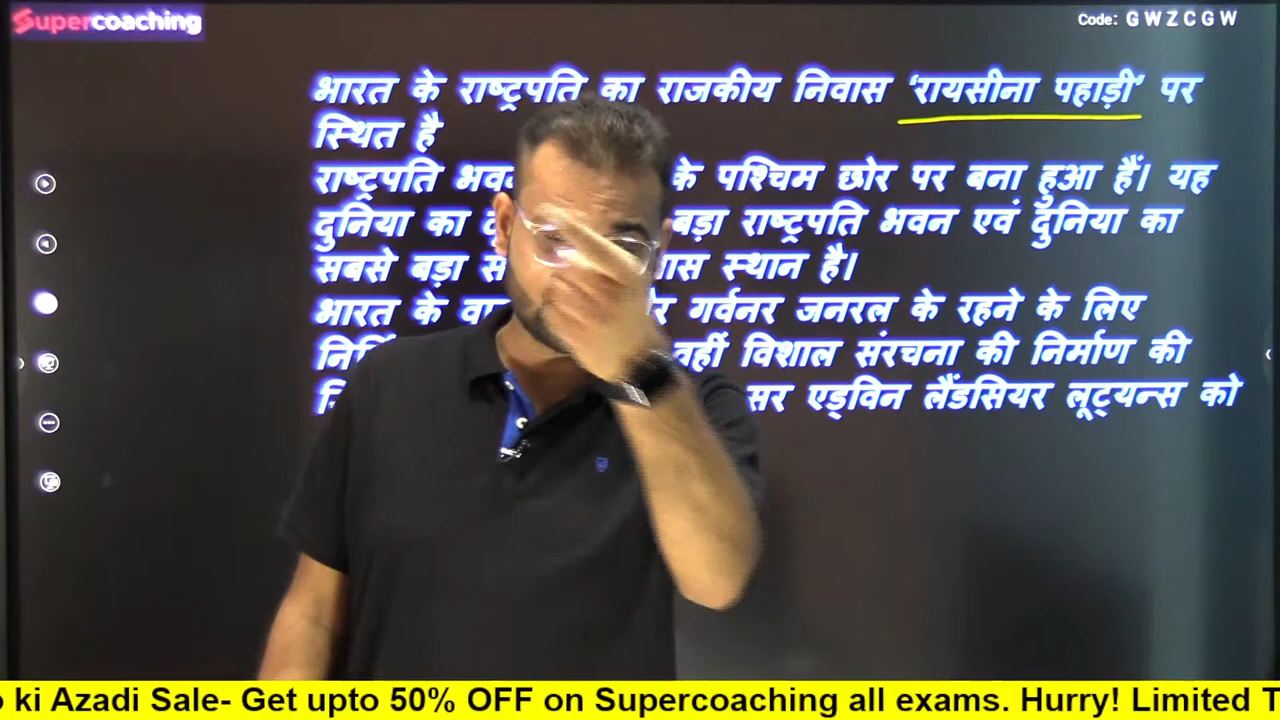 Supercoaching
Code: G W Z C G W
भारत के राष्ट्रपति का राजकीय निवास ‘रायसीना पहाड़ी’ पर
स्थित है
राष्ट्रपति के पश्चिम छोर पर बना हुआ हैं। यह
दुनिया का बड़ा राष्ट्रपति भवन एवं दुनिया का
सबसे बड़ा स्थान है।
भारत के गर्वनर जनरल के रहने के लिए
वहीं विशाल संरचना की निर्माण की
सर एड्विन लैंडसियर लूट्यन्स को
ki Azadi Sale- Get upto 50% OFF on Supercoaching all exams. Hurry! Limited